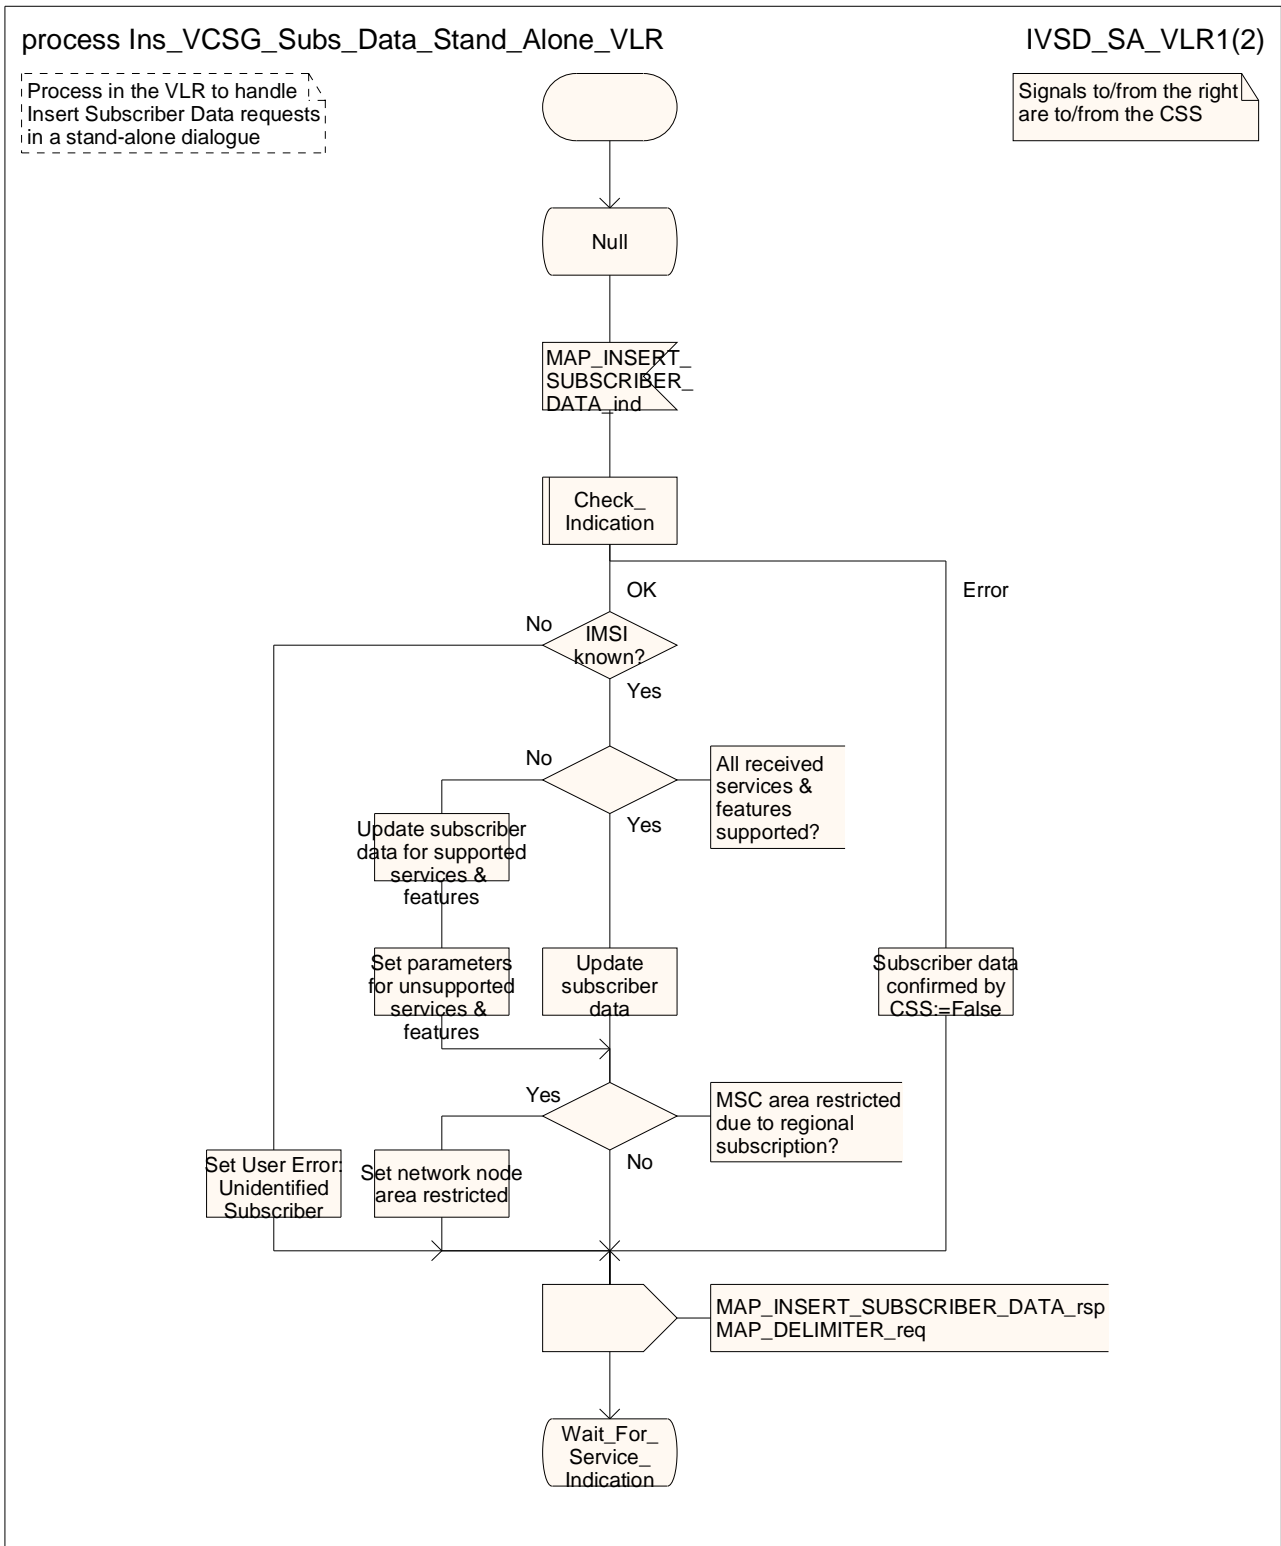 process Ins_VCSG_Subs_Data_Stand_Alone_VLR
IVSD_SA_VLR1(2)
Process in the VLR to handle
Insert Subscriber Data requests
in a stand-alone dialogue
Signals to/from the right
are to/from the CSS
Null
MAP_INSERT_
SUBSCRIBER_
DATA_ind
Check_
Indication
OK
Error
No
IMSI
known?
Yes
No
All received
services &
features
supported?
Yes
Update subscriber
data for supported
services &
features
Set parameters
for unsupported
services &
features
Update
subscriber
data
Subscriber data
confirmed by
CSS:=False
Yes
MSC area restricted
due to regional
subscription?
No
Set User Error:
Unidentified
Subscriber
Set network node
area restricted
MAP_INSERT_SUBSCRIBER_DATA_rsp
MAP_DELIMITER_req
Wait_For_
Service_
Indication